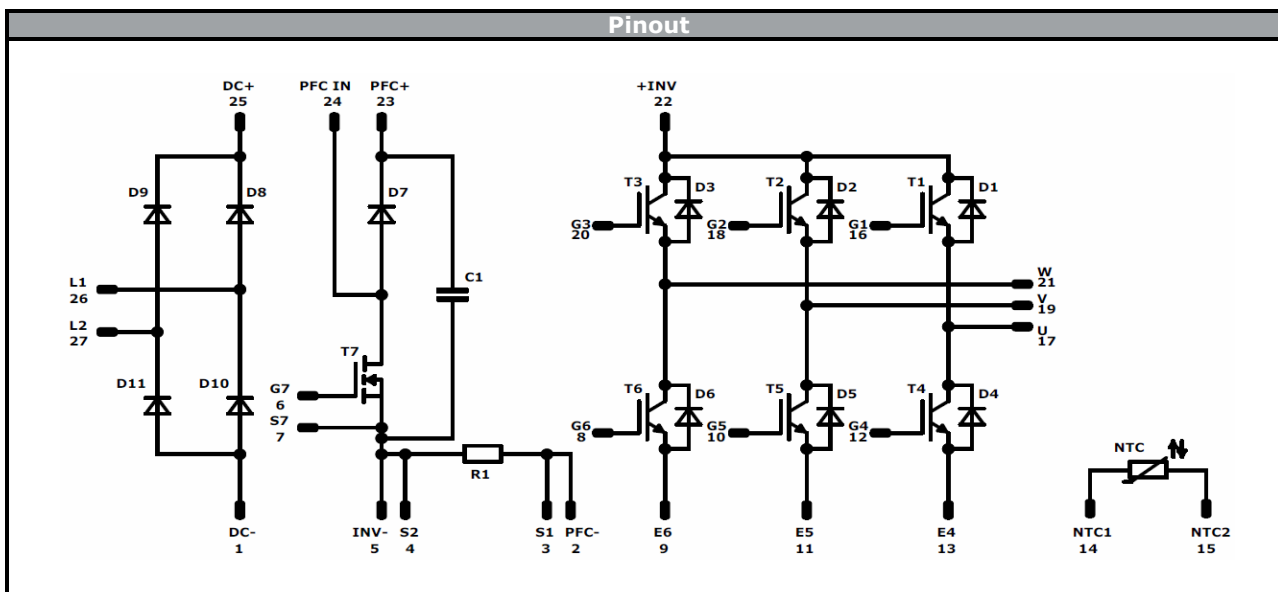 Pinout
DC+ PFC IN PFC+ +INV
25 24 23 22
D9 D8 D7 T3 D3 T2 D2 T1 D1
G3 G2 G1
20 18 16
L1 C1 W
26 21
V
19
L2 U
27 17
T7
D11 D10 G7 T6 D6 T5 D5 T4 D4
6
S7 G6 G5 G4
7 8 10 12
NTC
R1
DC- INV- S2 S1 PFC- E6 E5 E4 NTC1 NTC2
1 5 4 3 2 9 11 13 14 15